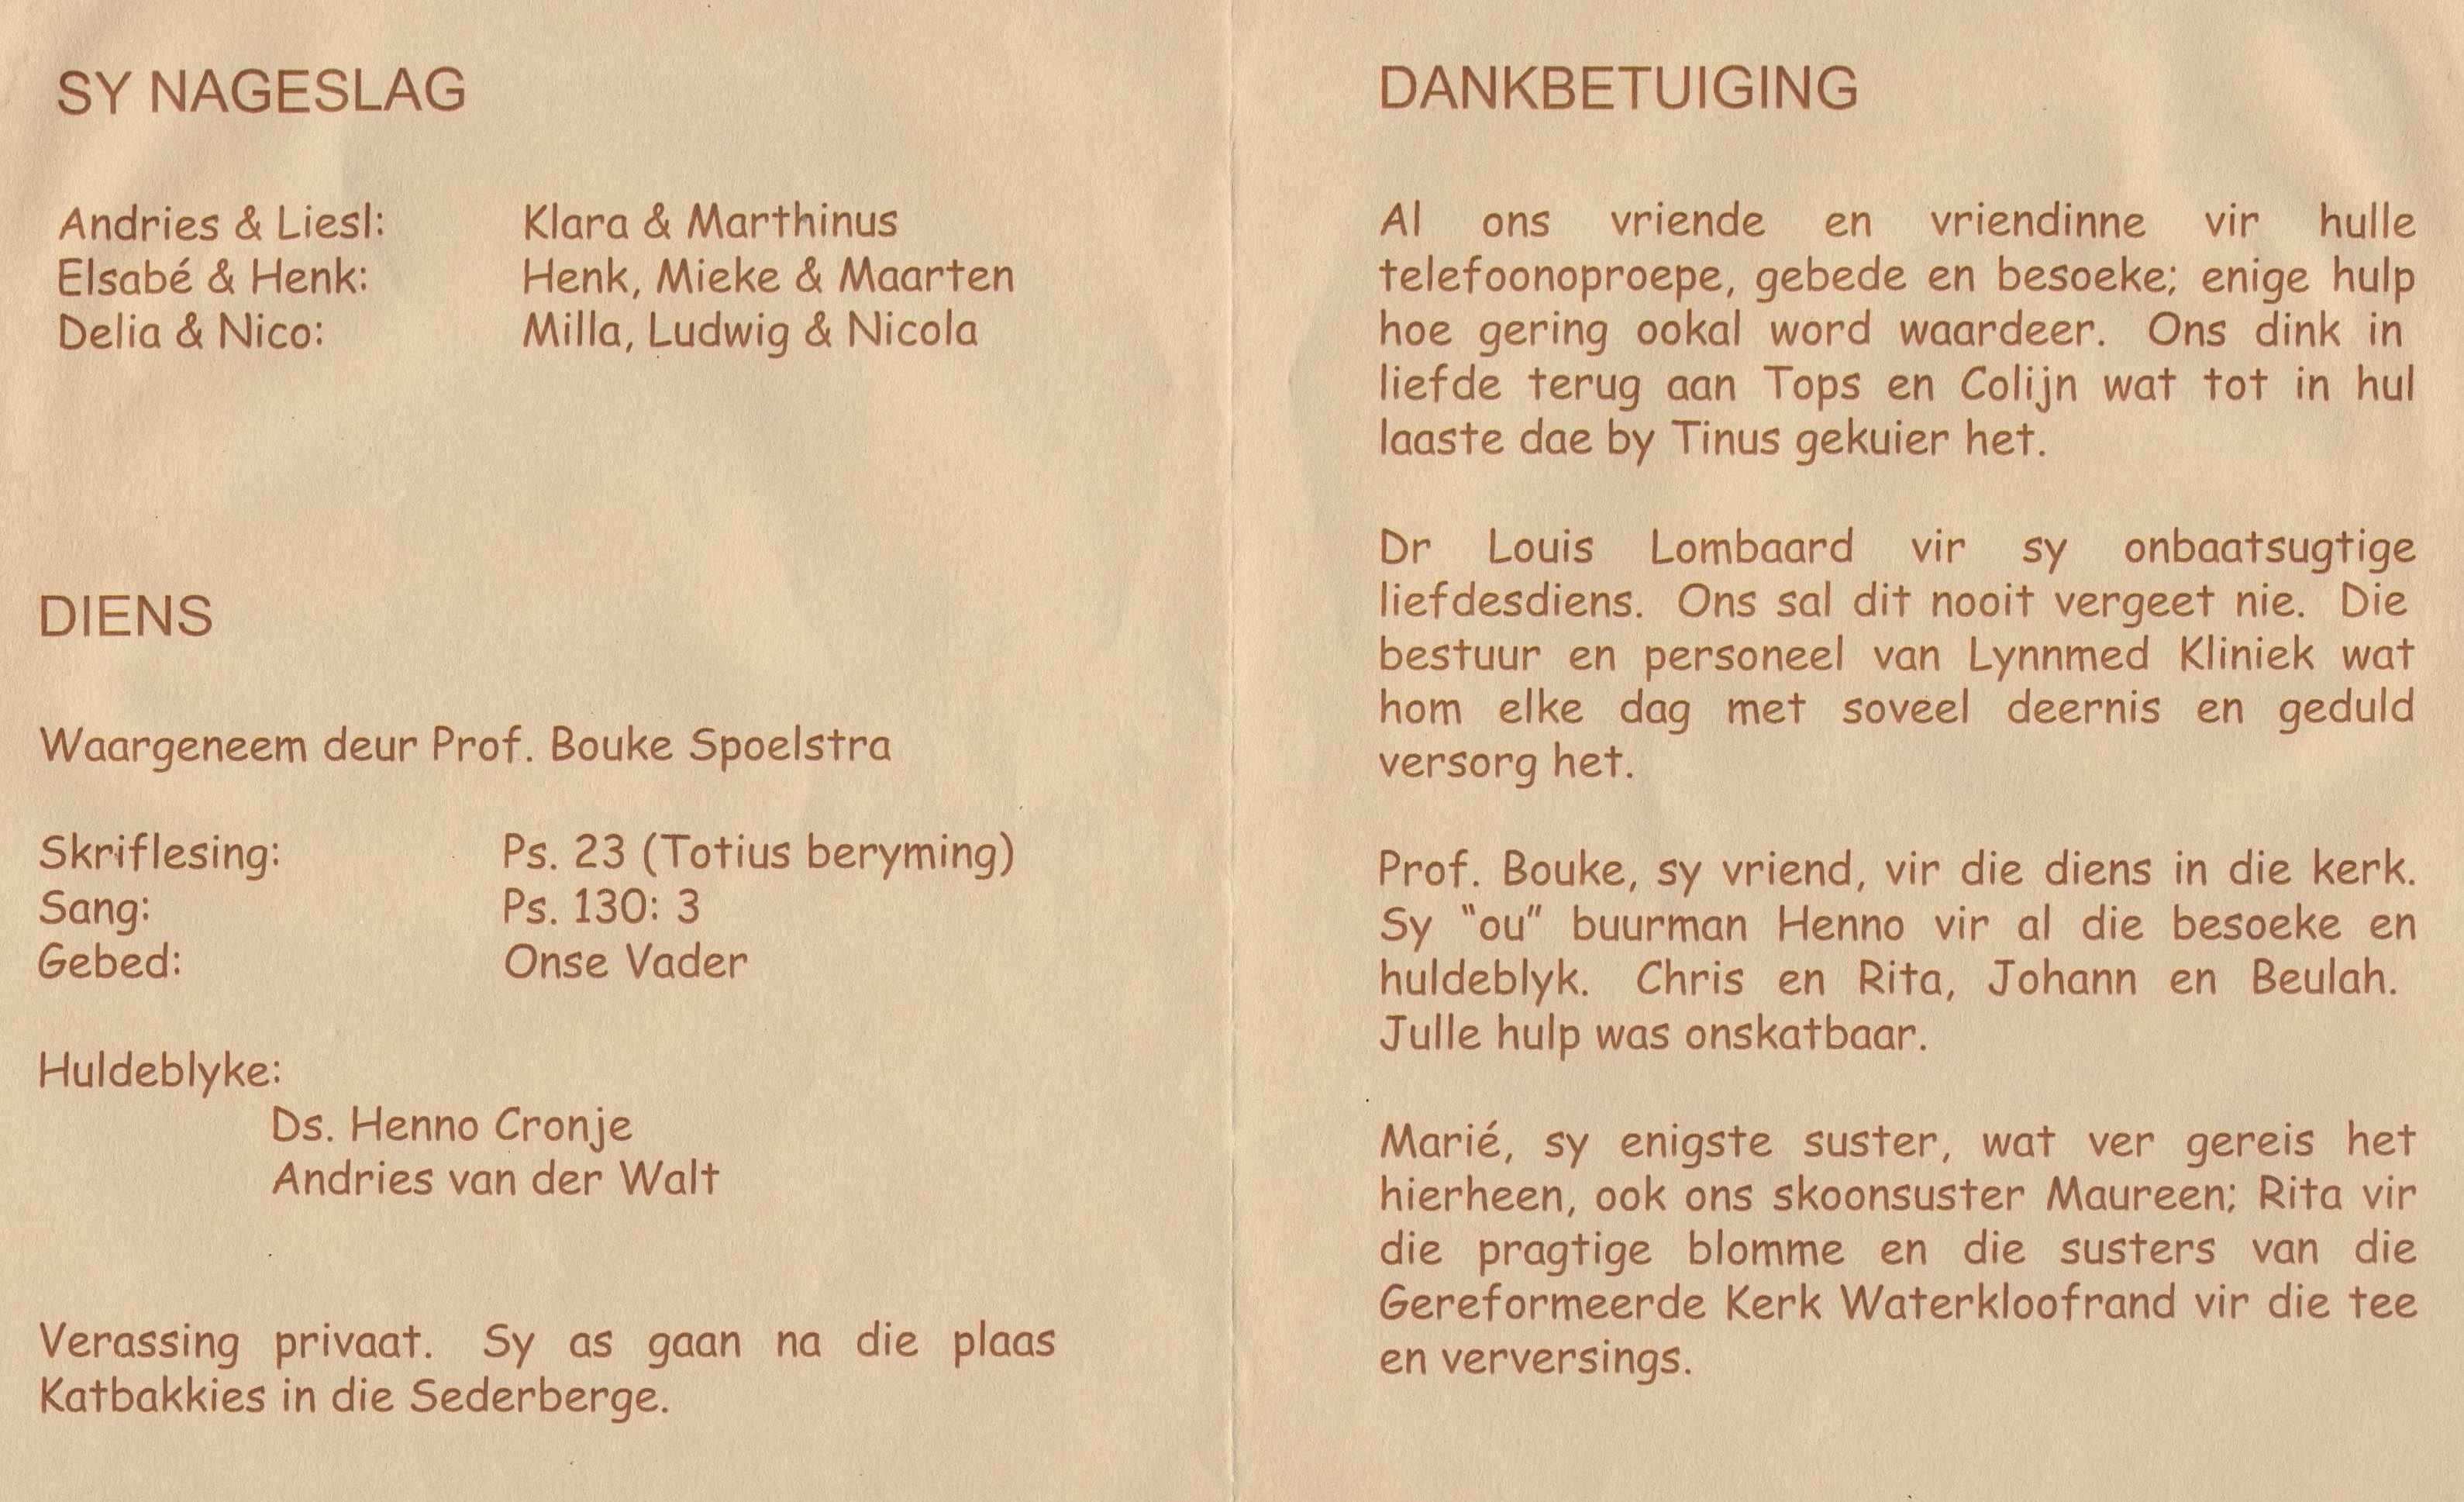 SY NAGESLAG
Andries & Liesl: Klara & Marthinus
Elsabé & Henk: Henk, Mieke & Maarten
Delia & Nico: Milla, Ludwig & Nicola
DIENS
Waargeneem deur Prof. Bouke Spoelstra
Skriflesing: Ps. 23 (Totius beryming)
Sang: Ps. 130: 3
Gebed: Onse Vader
Huldeblyke:
Ds. Henno Cronje
Andries van der Walt
Verassing privaat. Sy as gaan na die plaas
Katbakkies in die Sederberge.
DANKBETUIGING
Al ons vriende en vriendinne vir hulle
telefoonoproepe, gebede en besoeke; enige hulp
hoe gering ookal word waardeer. Ons dink in
liefde terug aan Tops en Colijn wat tot in hul
laaste dae by Tinus gekuier het.
Dr Louis Lombaard vir sy onbaatsugtige
liefdesdiens. Ons sal dit nooit vergeet nie. Die
bestuur en personeel van Lynnmed Kliniek wat
hom elke dag met soveel deernis en geduld
versorg het.
Prof. Bouke, sy vriend, vir die diens in die kerk.
Sy "ou" buurman Henno vir al die besoeke en
huldeblyk. Chris en Rita, Johann en Beulah.
Julle hulp was onskatbaar.
Marié, sy enigste suster, wat ver gereis het
hierheen, ook ons skoonsuster Maureen; Rita vir
die pragtige blomme en die susters van die
Gereformeerde Kerk Waterkloofrand vir die tee
en verversings.